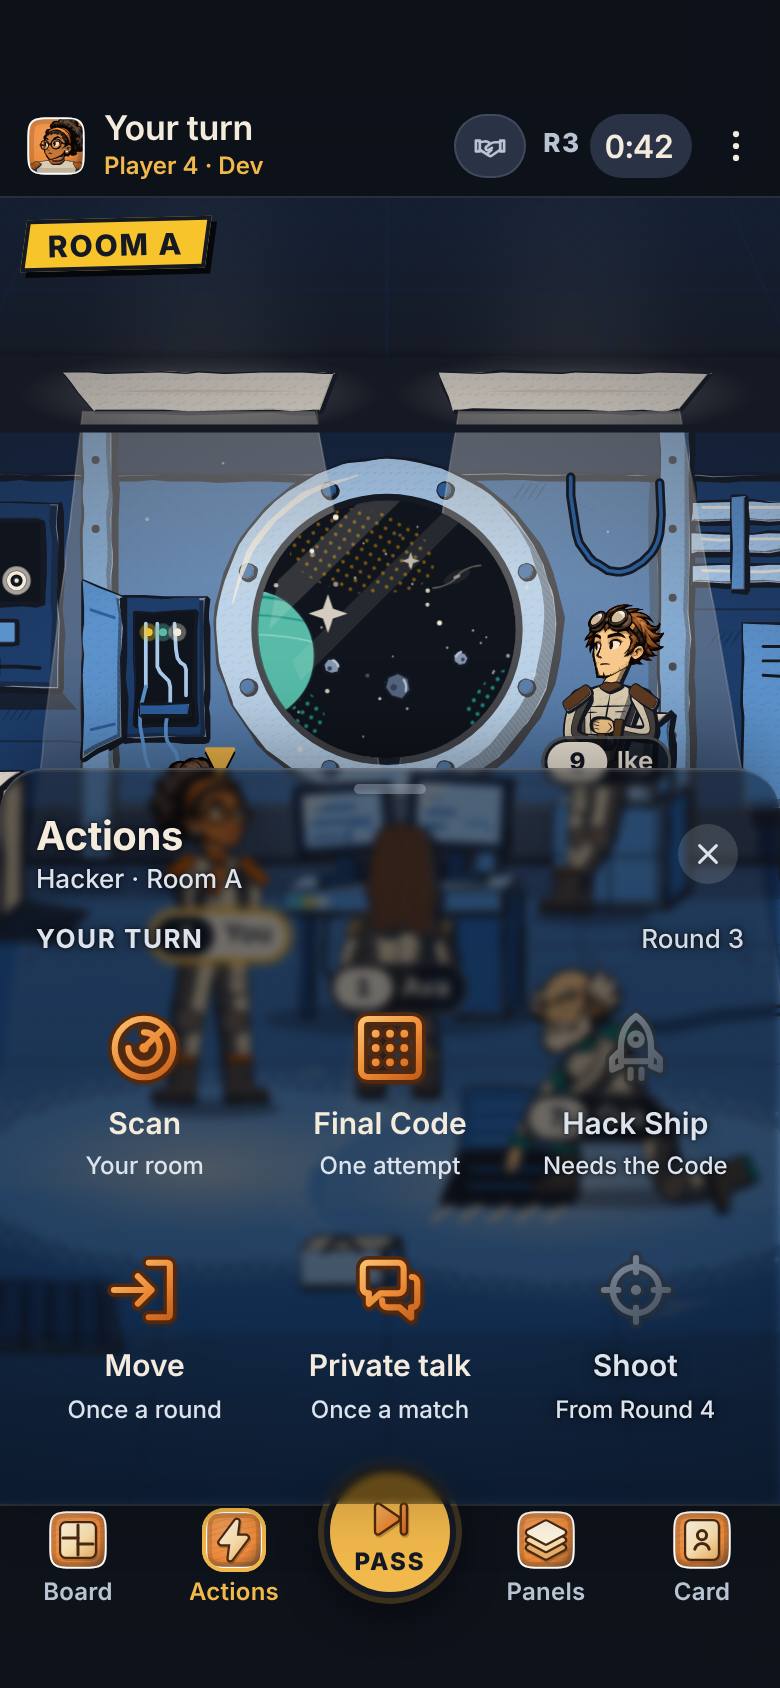 Your turn
Player 4 · Dev
R3
0:42
ROOM A
9 Ike
Actions
Hacker · Room A
YOUR TURN
Round 3
You
Ava
Scan
Final Code
Hack Ship
Your room
One attempt
Needs the Code
Move
Private talk
Shoot
Once a round
Once a match
From Round 4
PASS
Board
Actions
Panels
Card